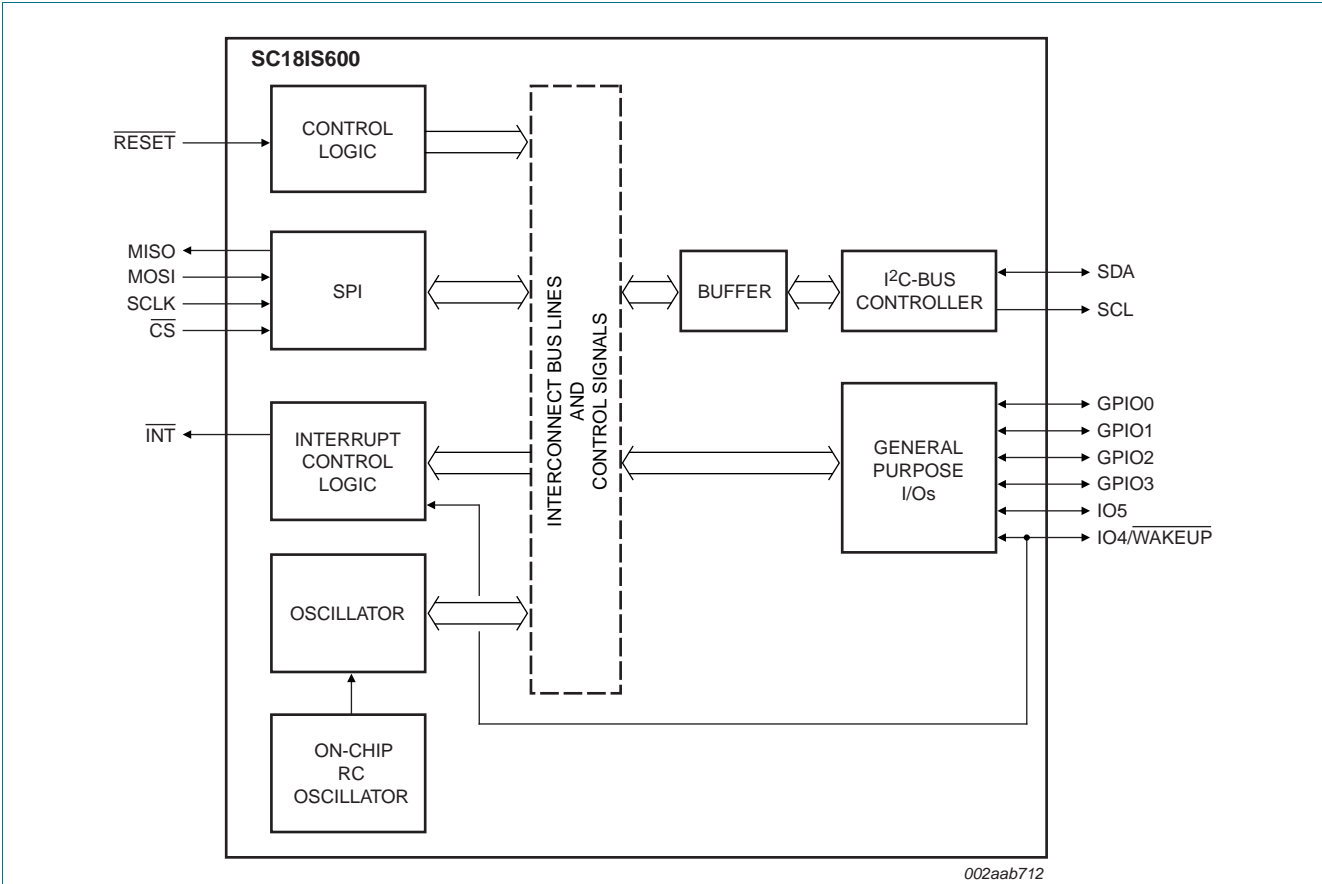 SC18IS600
RESET
CONTROL
LOGIC
MISO
MOSI
SCLK
CS
SPI
INT
INTERRUPT
CONTROL
LOGIC
OSCILLATOR
ON-CHIP
RC
OSCILLATOR
INTERCONNECT BUS LINES
AND
CONTROL SIGNALS
BUFFER
I²C-BUS
CONTROLLER
SDA
SCL
GENERAL
PURPOSE
I/Os
GPIO0
GPIO1
GPIO2
GPIO3
IO5
IO4/WAKEUP
002aab712